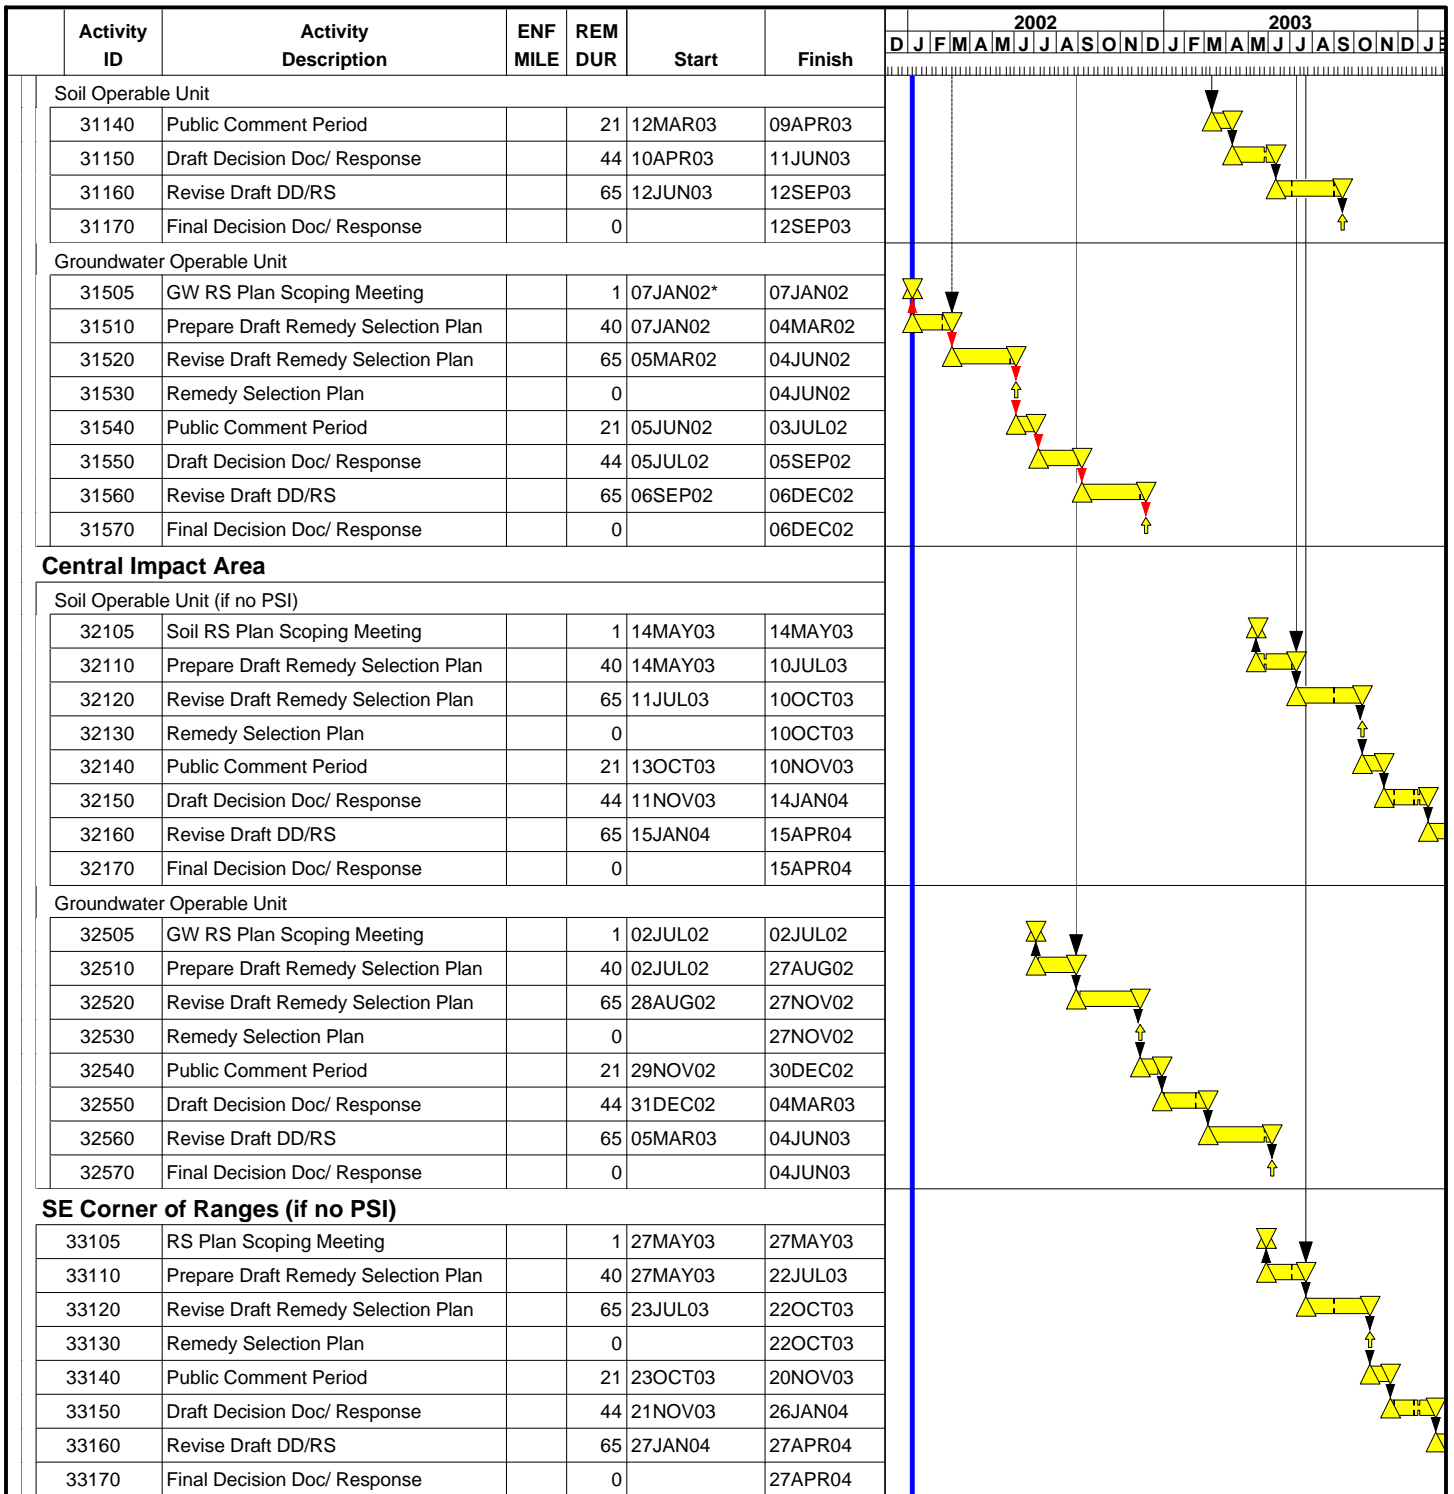 Activity ID Activity Description ENF MILE REM DUR Start Finish
2002 2003
D J F M A M J J A S O N D J F M A M J J A S O N D J
Soil Operable Unit
31140 Public Comment Period 21 12MAR03 09APR03
31150 Draft Decision Doc/ Response 44 10APR03 11JUN03
31160 Revise Draft DD/RS 65 12JUN03 12SEP03
31170 Final Decision Doc/ Response 0 12SEP03
Groundwater Operable Unit
31505 GW RS Plan Scoping Meeting 1 07JAN02* 07JAN02
31510 Prepare Draft Remedy Selection Plan 40 07JAN02 04MAR02
31520 Revise Draft Remedy Selection Plan 65 05MAR02 04JUN02
31530 Remedy Selection Plan 0 04JUN02
31540 Public Comment Period 21 05JUN02 03JUL02
31550 Draft Decision Doc/ Response 44 05JUL02 05SEP02
31560 Revise Draft DD/RS 65 06SEP02 06DEC02
31570 Final Decision Doc/ Response 0 06DEC02
Central Impact Area
Soil Operable Unit (if no PSI)
32105 Soil RS Plan Scoping Meeting 1 14MAY03 14MAY03
32110 Prepare Draft Remedy Selection Plan 40 14MAY03 10JUL03
32120 Revise Draft Remedy Selection Plan 65 11JUL03 10OCT03
32130 Remedy Selection Plan 0 10OCT03
32140 Public Comment Period 21 13OCT03 10NOV03
32150 Draft Decision Doc/ Response 44 11NOV03 14JAN04
32160 Revise Draft DD/RS 65 15JAN04 15APR04
32170 Final Decision Doc/ Response 0 15APR04
Groundwater Operable Unit
32505 GW RS Plan Scoping Meeting 1 02JUL02 02JUL02
32510 Prepare Draft Remedy Selection Plan 40 02JUL02 27AUG02
32520 Revise Draft Remedy Selection Plan 65 28AUG02 27NOV02
32530 Remedy Selection Plan 0 27NOV02
32540 Public Comment Period 21 29NOV02 30DEC02
32550 Draft Decision Doc/ Response 44 31DEC02 04MAR03
32560 Revise Draft DD/RS 65 05MAR03 04JUN03
32570 Final Decision Doc/ Response 0 04JUN03
SE Corner of Ranges (if no PSI)
33105 RS Plan Scoping Meeting 1 27MAY03 27MAY03
33110 Prepare Draft Remedy Selection Plan 40 27MAY03 22JUL03
33120 Revise Draft Remedy Selection Plan 65 23JUL03 22OCT03
33130 Remedy Selection Plan 0 22OCT03
33140 Public Comment Period 21 23OCT03 20NOV03
33150 Draft Decision Doc/ Response 44 21NOV03 26JAN04
33160 Revise Draft DD/RS 65 27JAN04 27APR04
33170 Final Decision Doc/ Response 0 27APR04